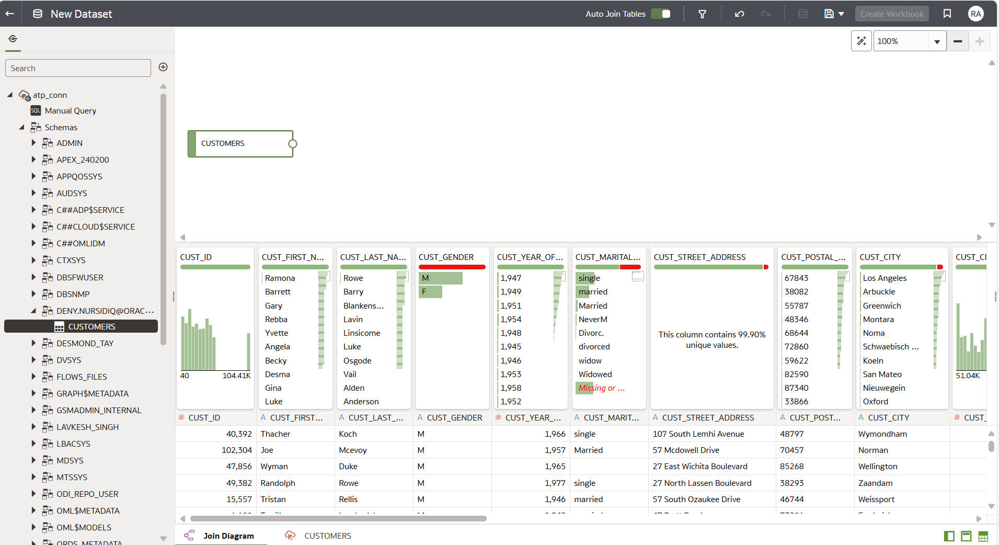 New Dataset
Auto Join Tables
Create Workbook
RA
100%
Search
atp_conn
SQL Manual Query
Schemas
ADMIN
APEX_240200
APPQOSSYS
AUDSYS
C##ADP$SERVICE
C##CLOUD$SERVICE
C##OMLIDM
CTXSYS
DBSFWUSER
DBSNMP
DENY.NURSIDIQ@ORAC...
CUSTOMERS
DESMOND_TAY
DVSYS
FLOWS_FILES
GRAPH$METADATA
GSMADMIN_INTERNAL
LAVKESH_SINGH
LBACSYS
MDSYS
MTSSYS
ODI_REPO_USER
OML$METADATA
OML$MODELS
ORDS_METADATA
CUSTOMERS
CUST_ID
40 104.41K
CUST_FIRST_N...
Ramona
Barrett
Gary
Rebba
Yvette
Angela
Becky
Desma
Gina
Luke
CUST_LAST_NA...
Rowe
Barry
Blankens...
Lavin
Linsicome
Luke
Osgode
Vail
Alden
Anderson
CUST_GENDER
M
F
CUST_YEAR_OF...
1,947
1,949
1,951
1,954
1,948
1,945
1,946
1,953
1,958
1,952
CUST_MARITAL...
single
married
Married
NeverM
Divorc.
divorced
widow
Widowed
Missing or ...
CUST_STREET_ADDRESS
This column contains 99.90%
unique values.
CUST_POSTAL_...
67843
38082
55787
48346
68644
72860
59622
82590
87340
33866
CUST_CITY
Los Angeles
Arbuckle
Greenwich
Montara
Noma
Schwaebisch ...
Koeln
San Mateo
Nieuwegein
Oxford
CUST_CI
51.04K
# CUST_ID A CUST_FIRST... A CUST_LAST_... A CUST_GENDER # CUST_YEAR_... A CUST_MARIT... A CUST_STREET_ADDRESS A CUST_POST... A CUST_CITY # CUST_
40,392 Thacher Koch M 1,966 single 107 South Lemhi Avenue 48797 Wymondham
102,304 Joe Mcevoy M 1,957 Married 57 Mcdowell Drive 70457 Norman
47,856 Wyman Duke M 1,965 27 East Wichita Boulevard 85268 Wellington
49,382 Randolph Rowe M 1,977 single 27 North Lassen Boulevard 38293 Zaandam
15,557 Tristan Rellis M 1,946 married 57 South Ozaukee Drive 46744 Weissport
Join Diagram
CUSTOMERS